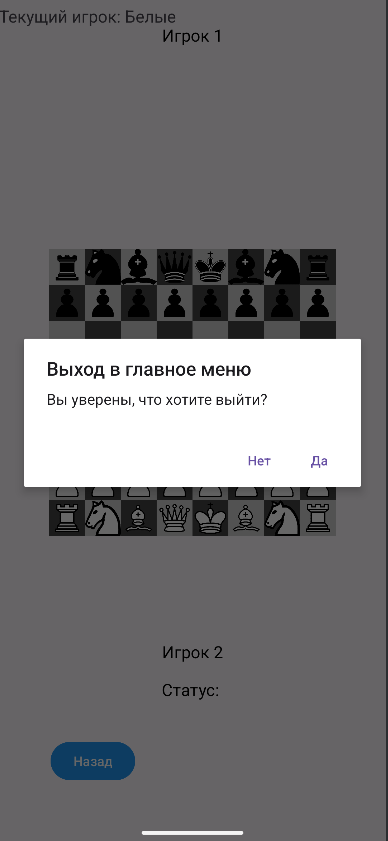 Текущий игрок: Белые
Игрок 1
Выход в главное меню
Вы уверены, что хотите выйти?
Нет Да
Игрок 2
Статус:
Назад